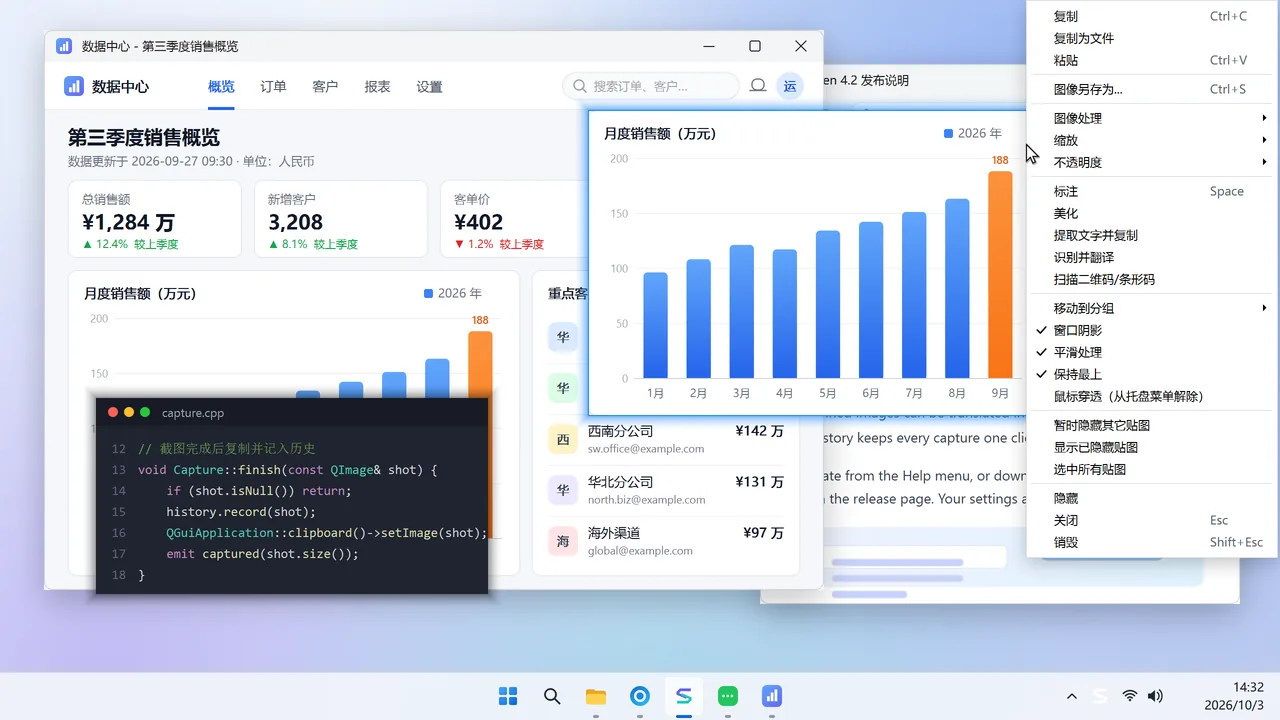 数据中心 - 第三季度销售概览
数据中心
概览
订单
客户
报表
设置
搜索订单、客户...
运
第三季度销售概览
数据更新于 2026-09-27 09:30 · 单位：人民币
总销售额
¥1,284 万
▲ 12.4% 较上季度
新增客户
3,208
▲ 8.1% 较上季度
客单价
¥402
▼ 1.2% 较上季度
月度销售额（万元）
2026 年
200
188
150
重点客
华
华
西
西南分公司
sw.office@example.com
¥142 万
华
华北分公司
north.biz@example.com
¥131 万
海
海外渠道
global@example.com
¥97 万
capture.cpp
12 // 截图完成后复制并记入历史
13 void Capture::finish(const QImage& shot) {
14 if (shot.isNull()) return;
15 history.record(shot);
16 QGuiApplication::clipboard()->setImage(shot);
17 emit captured(shot.size());
18 }
月度销售额（万元）
2026 年
200
150
100
50
0
188
1月 2月 3月 4月 5月 6月 7月 8月 9月
en 4.2 发布说明
story keeps every capture one cli
ate from the Help menu, or down
the release page. Your settings a
复制 Ctrl+C
复制为文件
粘贴 Ctrl+V
图像另存为... Ctrl+S
图像处理
缩放
不透明度
标注 Space
美化
提取文字并复制
识别并翻译
扫描二维码/条形码
移动到分组
窗口阴影
平滑处理
保持最上
鼠标穿透（从托盘菜单解除）
暂时隐藏其它贴图
显示已隐藏贴图
选中所有贴图
隐藏
关闭 Esc
销毁 Shift+Esc
14:32
2026/10/3